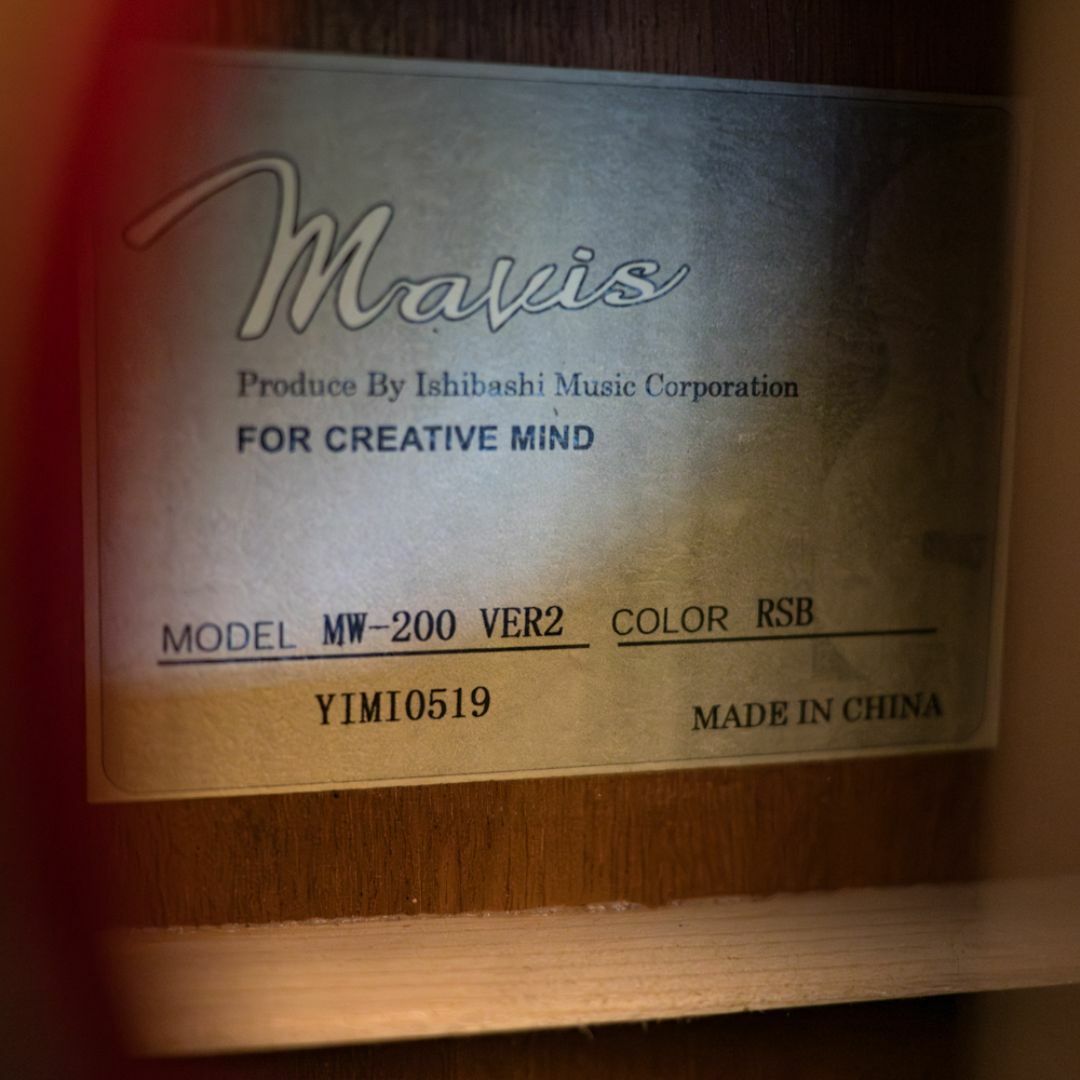 Mavis
Produce By Ishibashi Music Corporation
FOR CREATIVE MIND
MODEL MW-200 VER2 COLOR RSB
YIMI0519 MADE IN CHINA